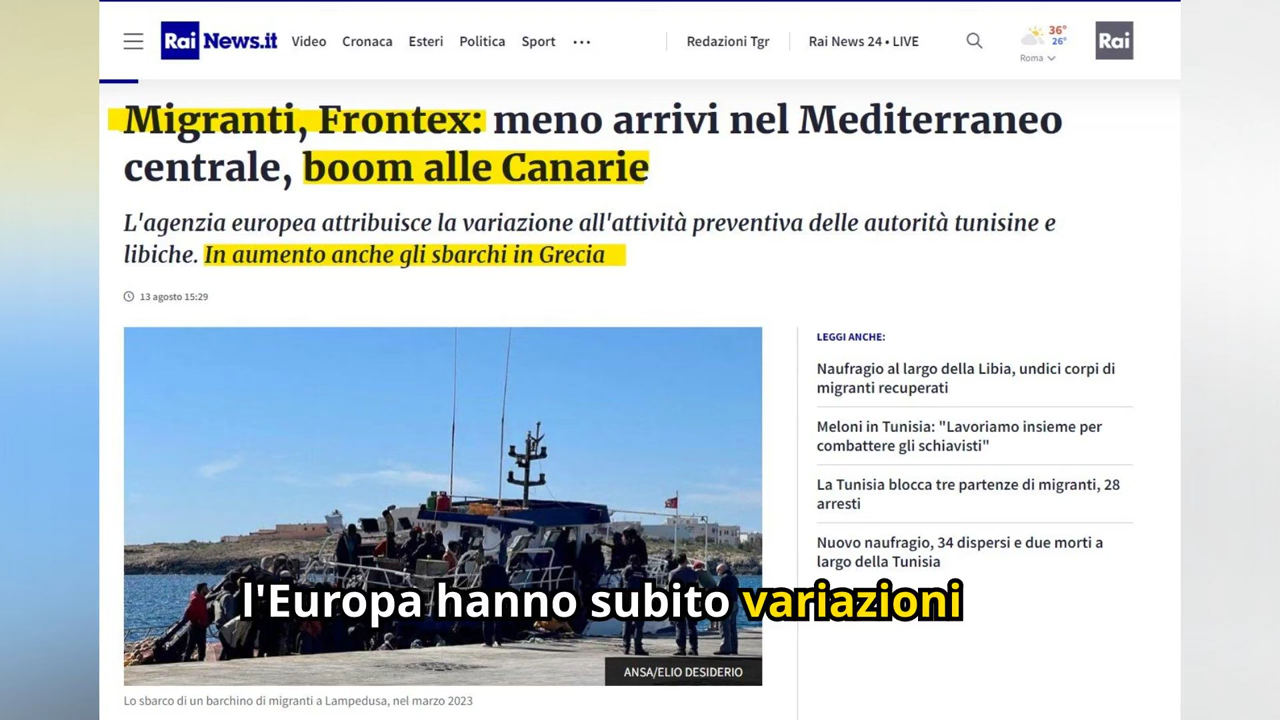 Rai News.it Video Cronaca Esteri Politica Sport ••• Redazioni Tgr Rai News 24 • LIVE 36° 26° Roma Rai
Migranti, Frontex: meno arrivi nel Mediterraneo
centrale, boom alle Canarie
L'agenzia europea attribuisce la variazione all'attività preventiva delle autorità tunisine e
libiche. In aumento anche gli sbarchi in Grecia
13 agosto 15:29
LEGGI ANCHE:
Naufragio al largo della Libia, undici corpi di
migranti recuperati
Meloni in Tunisia: "Lavoriamo insieme per
combattere gli schiavisti"
La Tunisia blocca tre partenze di migranti, 28
arresti
Nuovo naufragio, 34 dispersi e due morti a
largo della Tunisia
l'Europa hanno subito variazioni
ANSA/ELIO DESIDERIO
Lo sbarco di un barchino di migranti a Lampedusa, nel marzo 2023